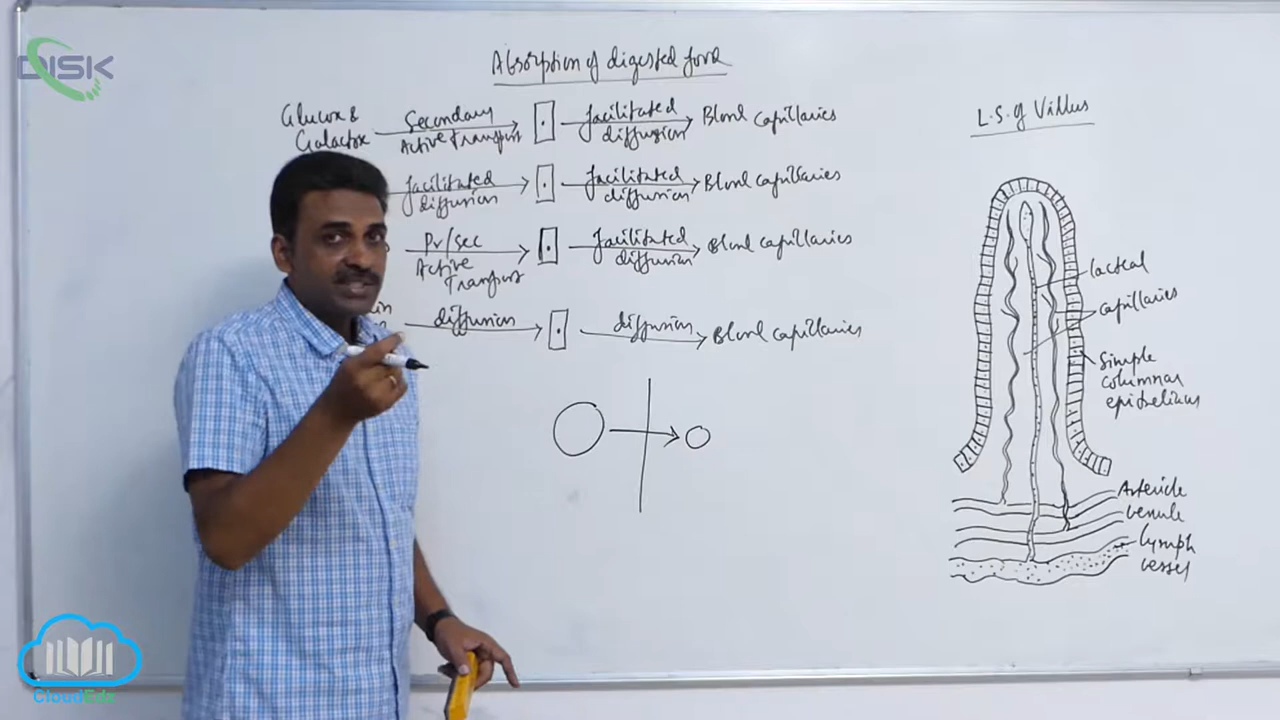 DISK
Absorption of digested food
Glucose & Secondary facilitated Blood Capillaries
Galactose Active Transport diffusion
facilitated facilitated Blood Capillaries
diffusion diffusion
Pr/Sec facilitated Blood Capillaries
Active diffusion
Transport
diffusion diffusion Blood Capillaries
L.S. of Villus
lacteal
capillaries
Simple
columnar
epithelium
Arteriole
venule
lymph
vessel
CloudEdz